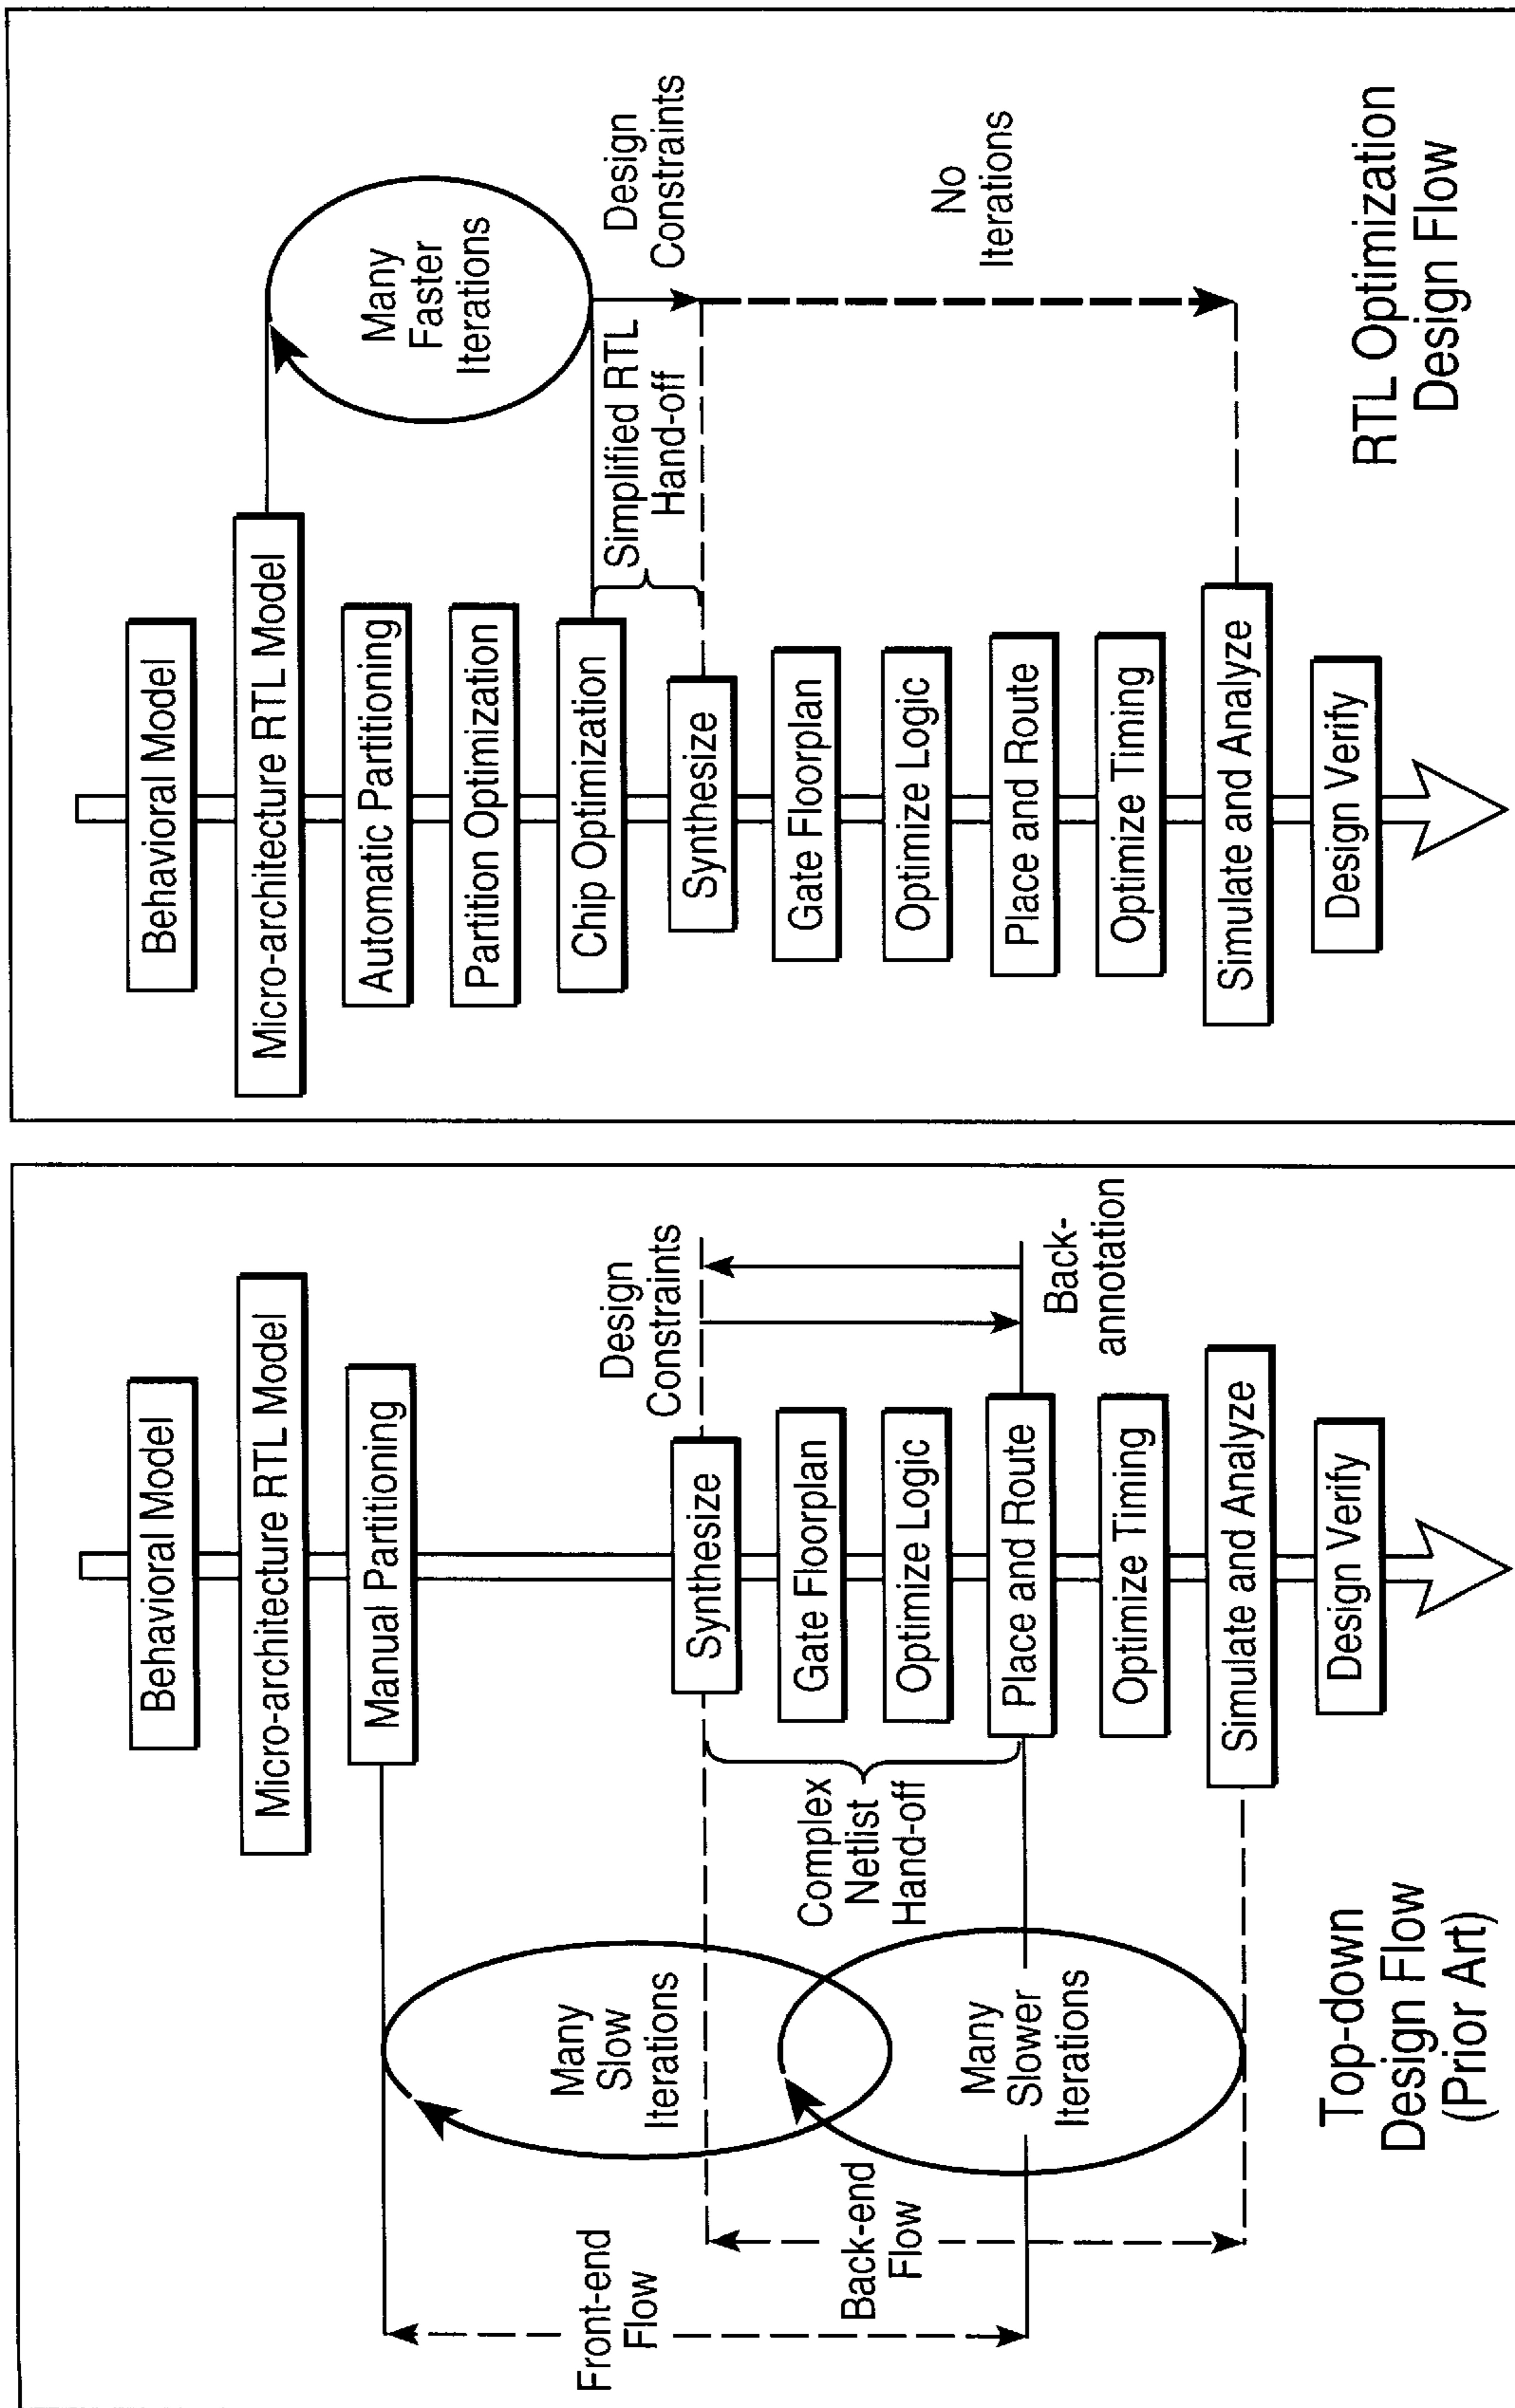 Behavioral Model
Micro-architecture RTL Model
Manual Partitioning
Synthesize
Gate Floorplan
Optimize Logic
Place and Route
Optimize Timing
Simulate and Analyze
Design Verify
Design
Constraints
Back-
annotation
Complex
Netlist
Hand-off
Many
Slow
Iterations
Many
Slower
Iterations
Front-end
Flow
Back-end
Flow
Top-down
Design Flow
(Prior Art)
Behavioral Model
Micro-architecture RTL Model
Automatic Partitioning
Partition Optimization
Chip Optimization
Synthesize
Gate Floorplan
Optimize Logic
Place and Route
Optimize Timing
Simulate and Analyze
Design Verify
Many
Faster
Iterations
Simplified RTL
Hand-off
Design
Constraints
No
Iterations
RTL Optimization
Design Flow